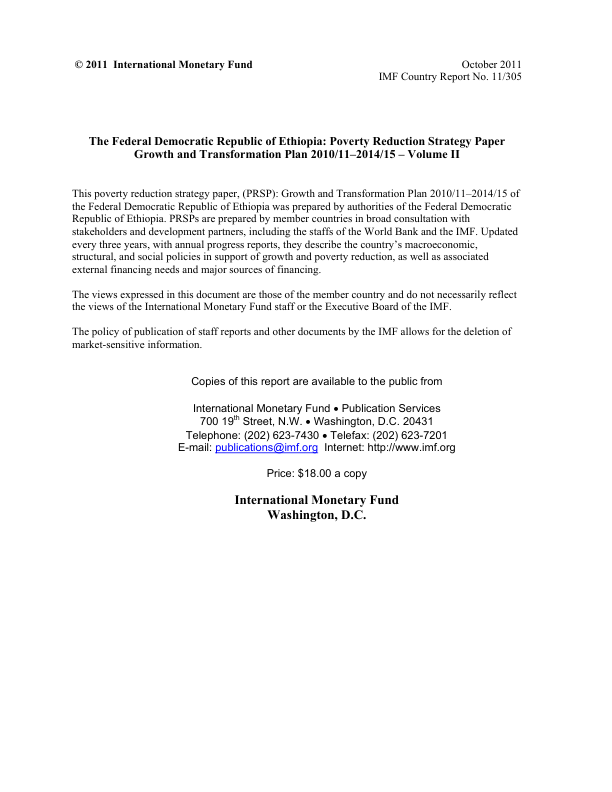 © 2011 International Monetary Fund
October 2011
IMF Country Report No. 11/305
The Federal Democratic Republic of Ethiopia: Poverty Reduction Strategy Paper
Growth and Transformation Plan 2010/11–2014/15 – Volume II
This poverty reduction strategy paper, (PRSP): Growth and Transformation Plan 2010/11–2014/15 of
the Federal Democratic Republic of Ethiopia was prepared by authorities of the Federal Democratic
Republic of Ethiopia. PRSPs are prepared by member countries in broad consultation with
stakeholders and development partners, including the staffs of the World Bank and the IMF. Updated
every three years, with annual progress reports, they describe the country’s macroeconomic,
structural, and social policies in support of growth and poverty reduction, as well as associated
external financing needs and major sources of financing.
The views expressed in this document are those of the member country and do not necessarily reflect
the views of the International Monetary Fund staff or the Executive Board of the IMF.
The policy of publication of staff reports and other documents by the IMF allows for the deletion of
market-sensitive information.
Copies of this report are available to the public from
International Monetary Fund • Publication Services
700 19th Street, N.W. • Washington, D.C. 20431
Telephone: (202) 623-7430 • Telefax: (202) 623-7201
E-mail: publications@imf.org Internet: http://www.imf.org
Price: $18.00 a copy
International Monetary Fund
Washington, D.C.